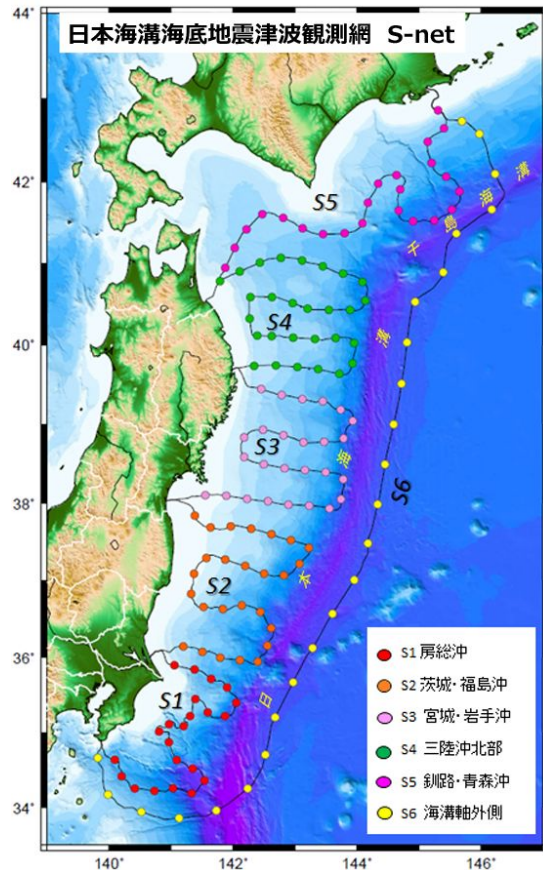 日本海溝海底地震津波観測網 S-net
44°
42°
40°
38°
36°
34°
140°
142°
144°
146°
S5
千島海溝
S4
S3
S6
S2
S1
日本海溝
S1 房総沖
S2 茨城・福島沖
S3 宮城・岩手沖
S4 三陸沖北部
S5 釧路・青森沖
S6 海溝軸外側